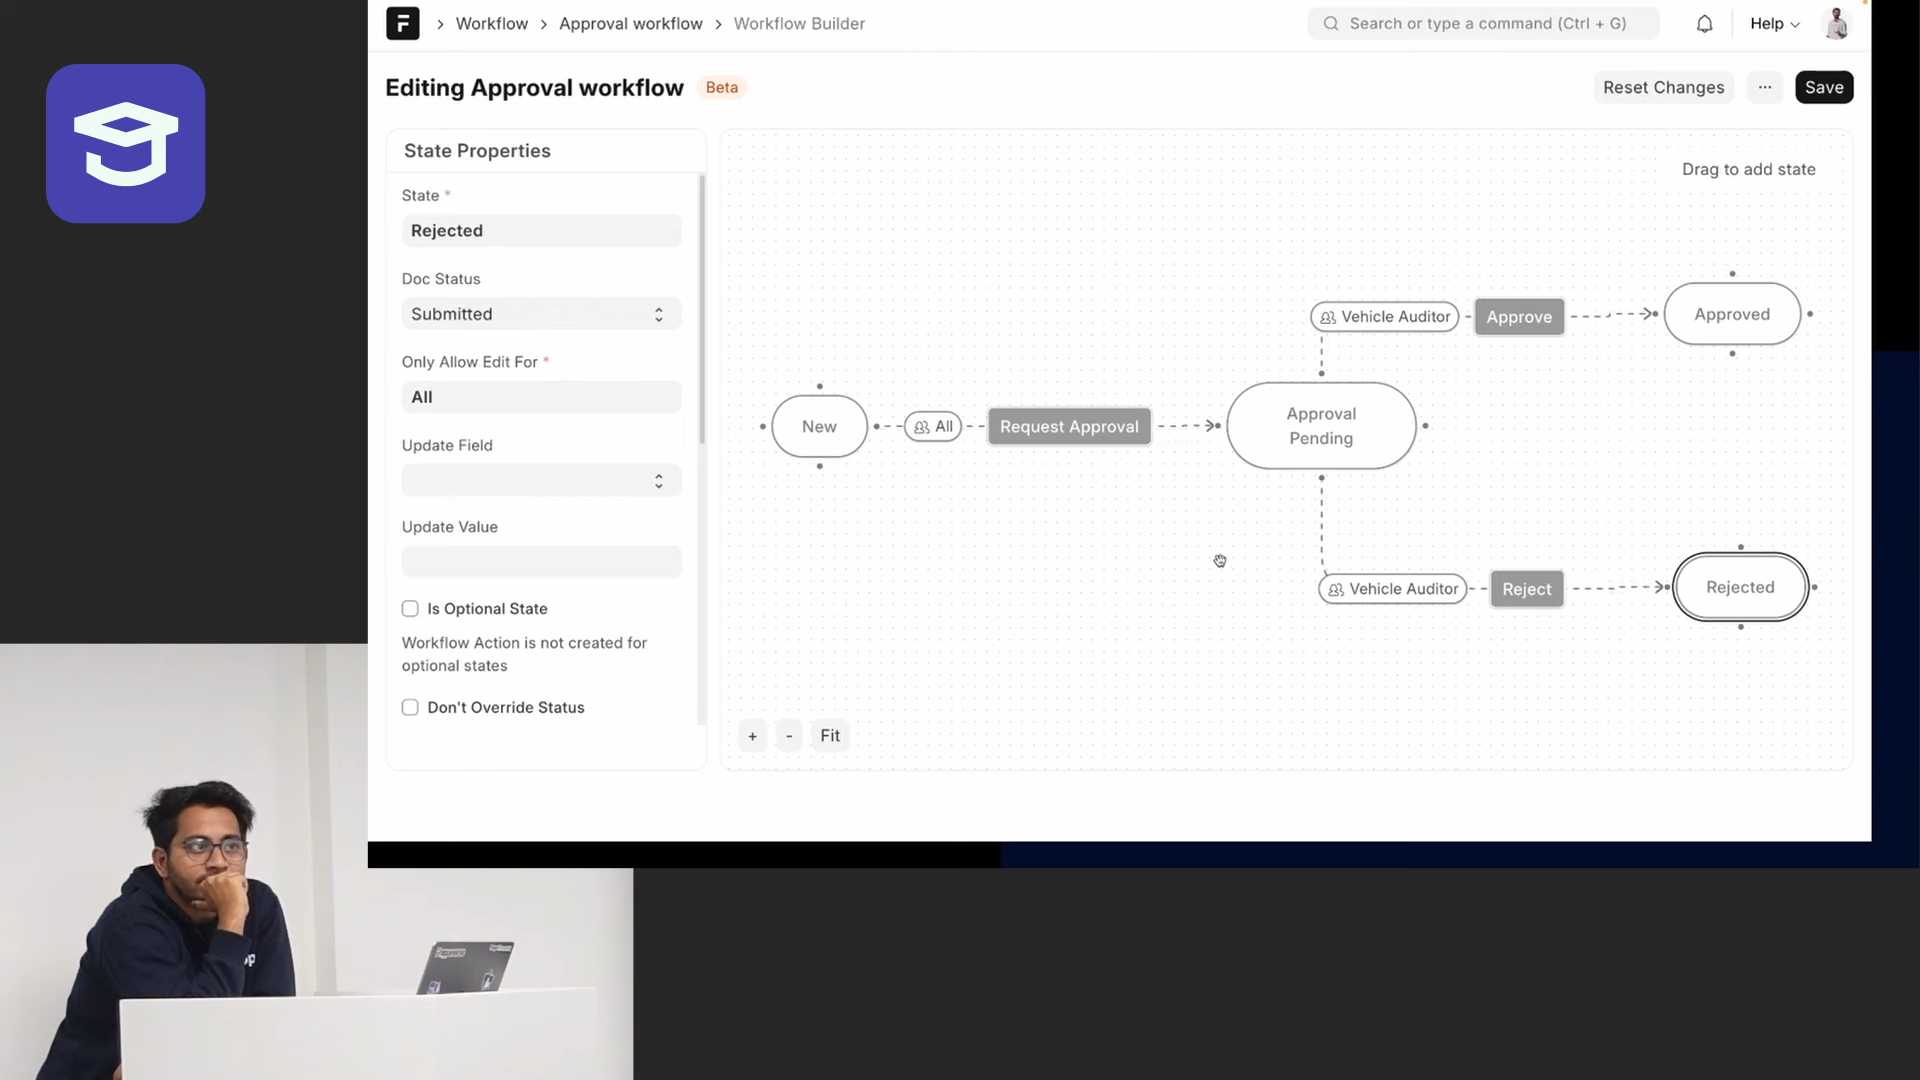 Workflow
Approval workflow
Workflow Builder
Search or type a command (Ctrl + G)
Help
Editing Approval workflow
Beta
Reset Changes
...
Save
State Properties
State *
Rejected
Doc Status
Submitted
Only Allow Edit For *
All
Update Field
Update Value
Is Optional State
Workflow Action is not created for
optional states
Don't Override Status
Drag to add state
Vehicle Auditor
Approve
Approved
New
All
Request Approval
Approval
Pending
Vehicle Auditor
Reject
Rejected
+
-
Fit